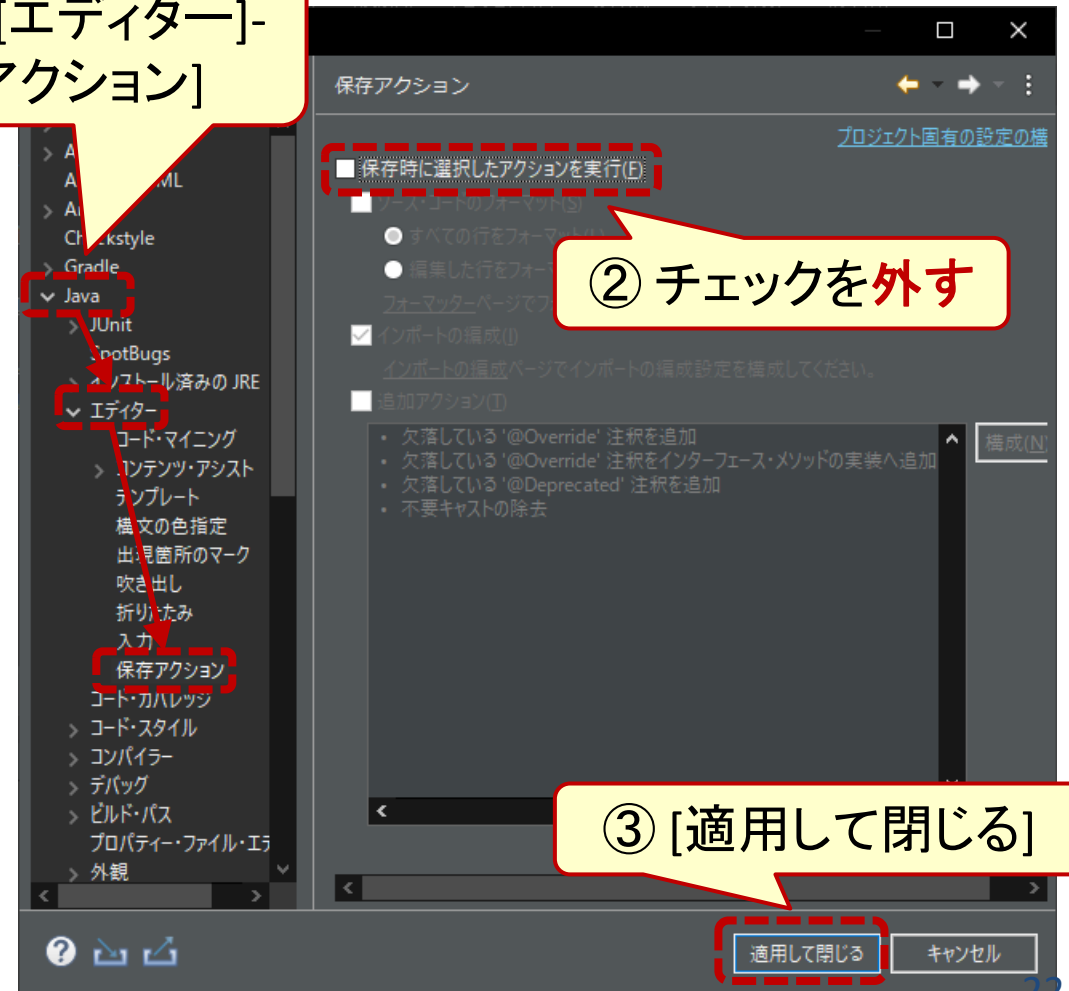 [エディター]-
アクション]
保存アクション
プロジェクト固有の設定の構
保存時に選択したアクションを実行(F)
ソース・コードのフォーマット(S)
すべての行をフォーマット(L)
編集した行をフォー
フォーマッターページでフ
② チェックを外す
インポートの編成(I)
インポートの編成ページでインポートの編成設定を構成してください。
追加アクション(T)
• 欠落している '@Override' 注釈を追加
• 欠落している '@Override' 注釈をインターフェース・メソッドの実装へ追加
• 欠落している '@Deprecated' 注釈を追加
• 不要キャストの除去
構成(N
Checkstyle
Gradle
Java
JUnit
SpotBugs
インストール済みの JRE
エディター
コード・マイニング
コンテンツ・アシスト
テンプレート
構文の色指定
出現箇所のマーク
吹き出し
折りたたみ
入力
保存アクション
コード・カバレッジ
コード・スタイル
コンパイラー
デバッグ
ビルド・パス
プロパティー・ファイル・エデ
外観
③ [適用して閉じる]
適用して閉じる
キャンセル